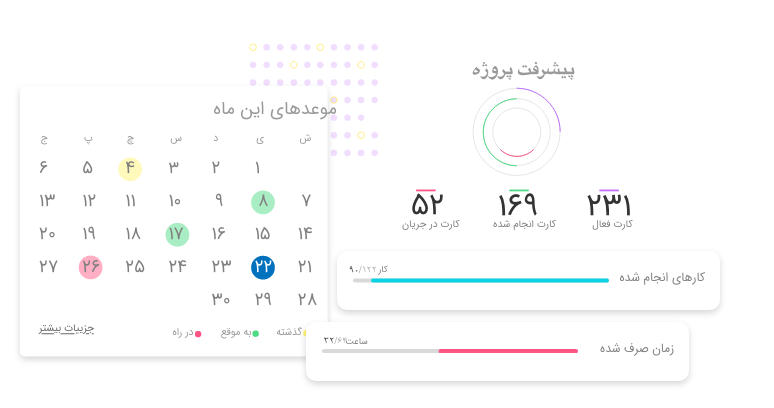 پیشرفت پروژه
۲۳۱ ۱۶۹ ۵۲
کارت فعال کارت انجام شده کارت در جریان
کارهای انجام شده
۹۰/۱۲۲ کار
زمان صرف شده
۳۲/۶۴ ساعت
موعدهای این ماه
ش ی د س چ پ ج
۱ ۲ ۳ ۴ ۵ ۶
۷ ۸ ۹ ۱۰ ۱۱ ۱۲ ۱۳
۱۴ ۱۵ ۱۶ ۱۷ ۱۸ ۱۹ ۲۰
۲۱ ۲۲ ۲۳ ۲۴ ۲۵ ۲۶ ۲۷
۲۸ ۲۹ ۳۰
گذشته به موقع در راه
جزییات بیشتر